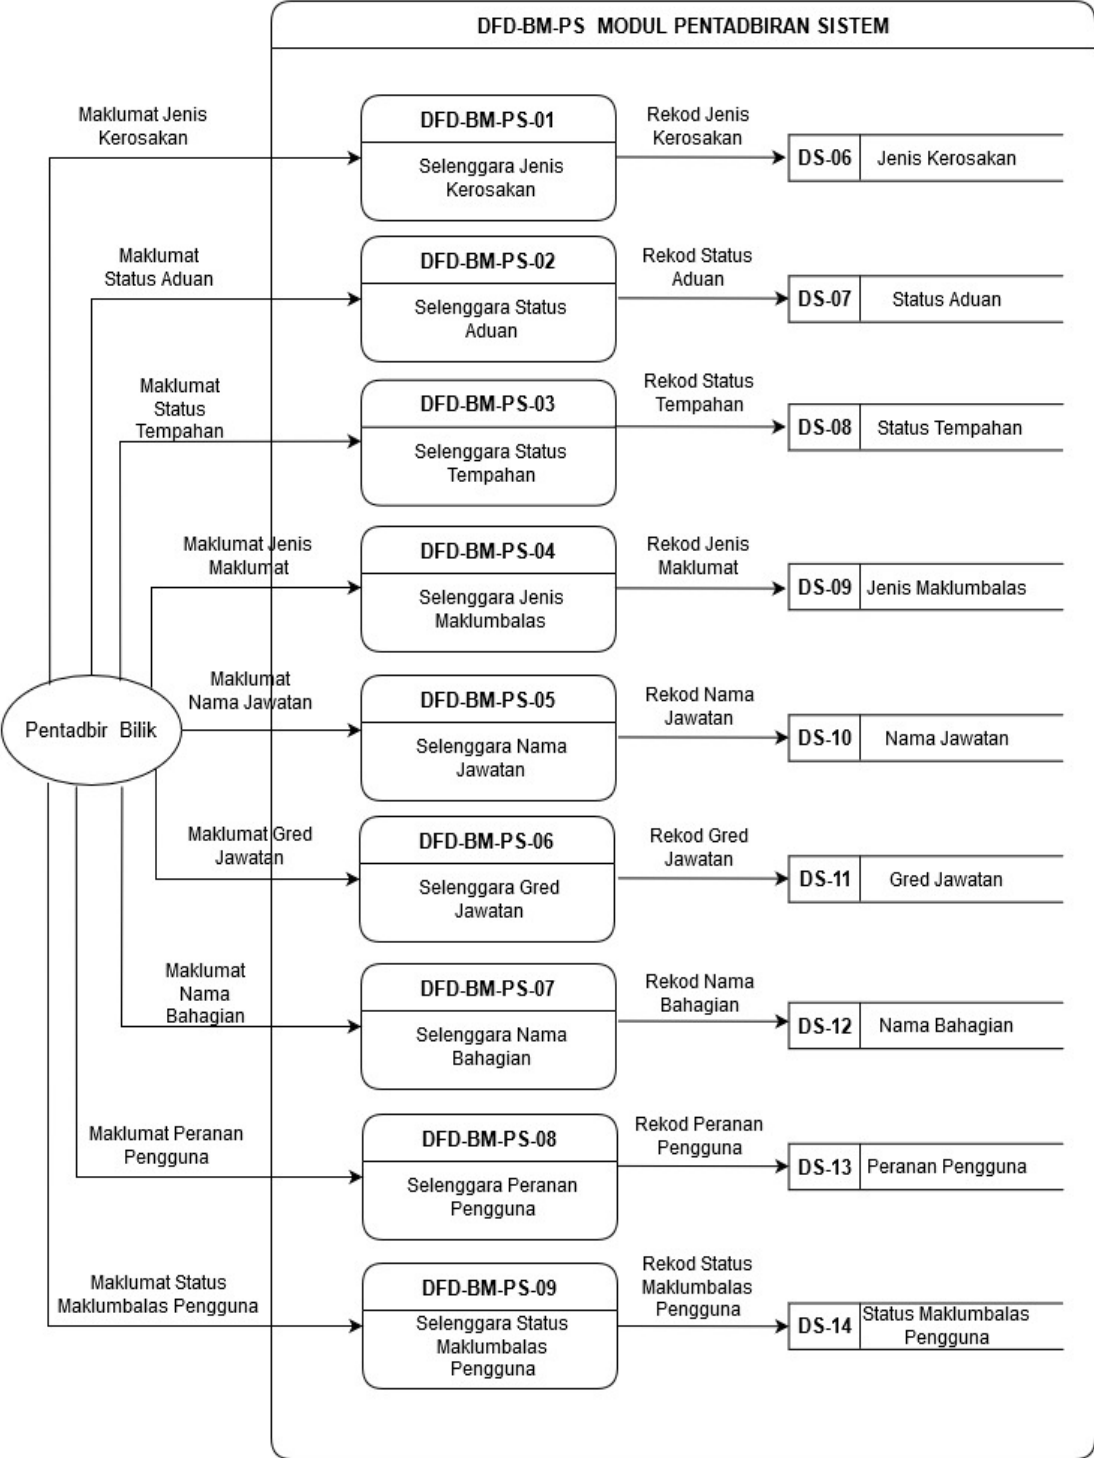 DFD-BM-PS MODUL PENTADBIRAN SISTEM
Maklumat Jenis
Kerosakan
DFD-BM-PS-01
Selenggara Jenis
Kerosakan
Rekod Jenis
Kerosakan
DS-06
Jenis Kerosakan
Maklumat
Status Aduan
DFD-BM-PS-02
Selenggara Status
Aduan
Rekod Status
Aduan
DS-07
Status Aduan
Maklumat
Status
Tempahan
DFD-BM-PS-03
Selenggara Status
Tempahan
Rekod Status
Tempahan
DS-08
Status Tempahan
Maklumat Jenis
Maklumat
DFD-BM-PS-04
Selenggara Jenis
Maklumbalas
Rekod Jenis
Maklumat
DS-09
Jenis Maklumbalas
Pentadbir Bilik
Maklumat
Nama Jawatan
DFD-BM-PS-05
Selenggara Nama
Jawatan
Rekod Nama
Jawatan
DS-10
Nama Jawatan
Maklumat Gred
Jawatan
DFD-BM-PS-06
Selenggara Gred
Jawatan
Rekod Gred
Jawatan
DS-11
Gred Jawatan
Maklumat
Nama
Bahagian
DFD-BM-PS-07
Selenggara Nama
Bahagian
Rekod Nama
Bahagian
DS-12
Nama Bahagian
Maklumat Peranan
Pengguna
DFD-BM-PS-08
Selenggara Peranan
Pengguna
Rekod Peranan
Pengguna
DS-13
Peranan Pengguna
Maklumat Status
Maklumbalas Pengguna
DFD-BM-PS-09
Selenggara Status
Maklumbalas
Pengguna
Rekod Status
Maklumbalas
Pengguna
DS-14
Status Maklumbalas
Pengguna